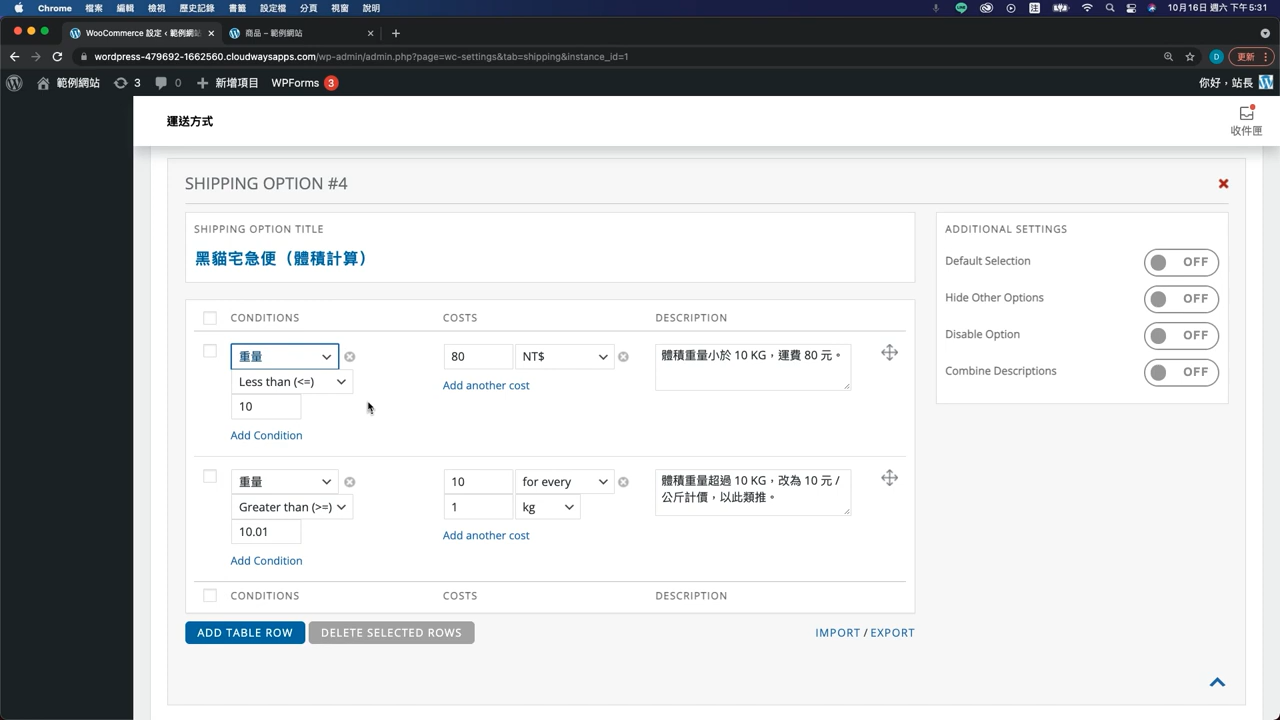 Chrome 檔案 編輯 檢視 歷史記錄 書籤 設定檔 分頁 視窗 說明 注 10月16日 週六 下午5:31
WooCommerce 設定 ‹ 範例網站 商品 – 範例網站
wordpress-479692-1662560.cloudwaysapps.com/wp-admin/admin.php?page=wc-settings&tab=shipping&instance_id=1 D 更新
範例網站 3 0 新增項目 WPForms 3 你好，站長
運送方式
收件匣
SHIPPING OPTION #4
SHIPPING OPTION TITLE
黑貓宅急便（體積計算）
CONDITIONS COSTS DESCRIPTION
重量 80 NT$ 體積重量小於 10 KG，運費 80 元。
Less than (<=) Add another cost
10
Add Condition
重量 10 for every 體積重量超過 10 KG，改為 10 元 /
Greater than (>=) 1 kg 公斤計價，以此類推。
10.01 Add another cost
Add Condition
CONDITIONS COSTS DESCRIPTION
ADD TABLE ROW DELETE SELECTED ROWS IMPORT / EXPORT
ADDITIONAL SETTINGS
Default Selection OFF
Hide Other Options OFF
Disable Option OFF
Combine Descriptions OFF